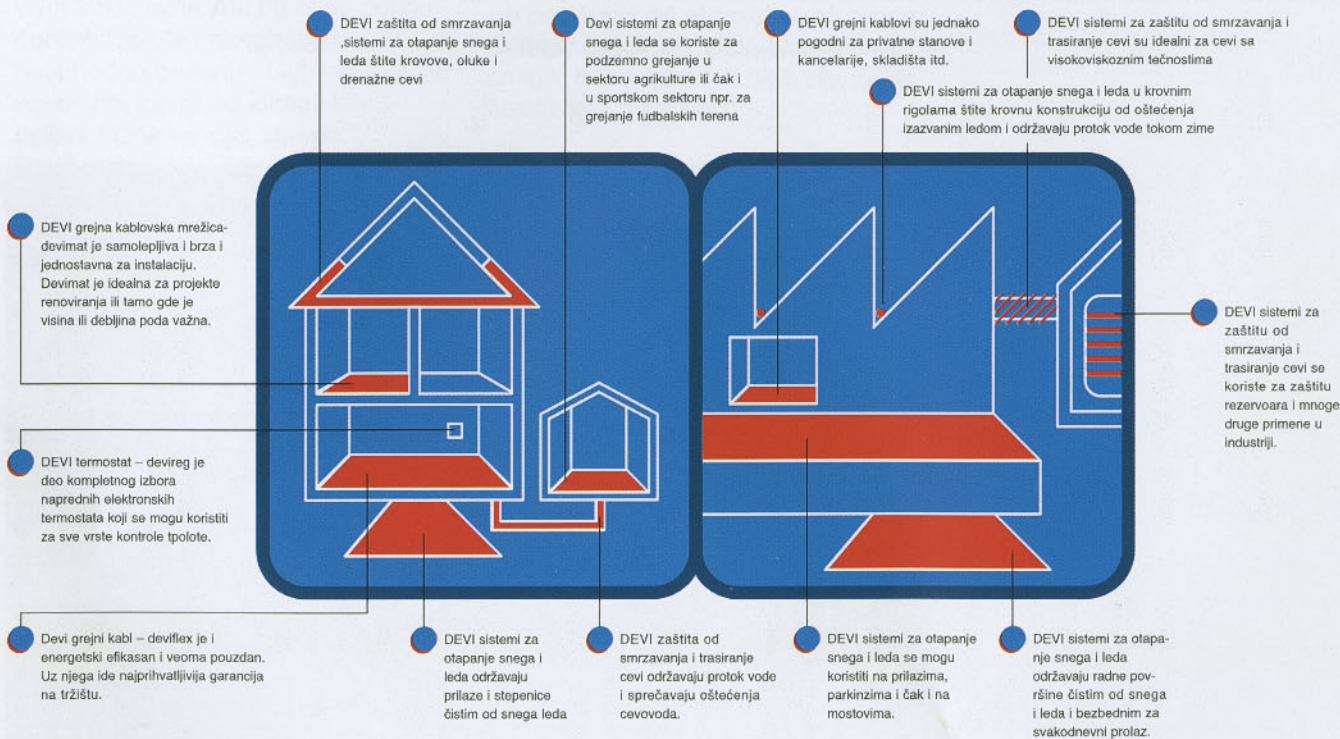 DEVI zaštita od smrzavanja
,sistemi za otapanje snega i
leda štite krovove, oluke i
drenažne cevi
Devi sistemi za otapanje
snega i leda se koriste za
podzemno grejanje u
sektoru agrikulture ili čak i
u sportskom sektoru npr. za
grejanje fudbalskih terena
DEVI grejni kablovi su jednako
pogodni za privatne stanove i
kancelarije, skladišta itd.
DEVI sistemi za zaštitu od smrzavanja i
trasiranje cevi su idealni za cevi sa
visokoviskoznim tečnostima
DEVI sistemi za otapanje snega i leda u krovnim
rigolama štite krovnu konstrukciju od oštećenja
izazvanim ledom i održavaju protok vode tokom zime
DEVI grejna kablovska mrežica-
devimat je samolepljiva i brza i
jednostavna za instalaciju.
Devimat je idealna za projekte
renoviranja ili tamo gde je
visina ili debljina poda važna.
DEVI sistemi za
zaštitu od
smrzavanja i
trasiranje cevi se
koriste za zaštitu
rezervoara i mnoge
druge primene u
industriji.
DEVI termostat – devireg je
deo kompletnog izbora
naprednih elektronskih
termostata koji se mogu koristiti
za sve vrste kontrole tpolote.
Devi grejni kabl – deviflex je i
energetski efikasan i veoma pouzdan.
Uz njega ide najprihvatljivija garancija
na tržištu.
DEVI sistemi za
otapanje snega i
leda održavaju
prilaze i stepenice
čistim od snega leda
DEVI zaštita od
smrzavanja i trasiranje
cevi održavaju protok vode
i sprečavaju oštećenja
cevovoda.
DEVI sistemi za otapanje
snega i leda se mogu
koristiti na prilazima,
parkinzima i čak i na
mostovima.
DEVI sistemi za otapa-
nje snega i leda
održavaju radne pov-
ršine čistim od snega
i leda i bezbednim za
svakodnevni prolaz.